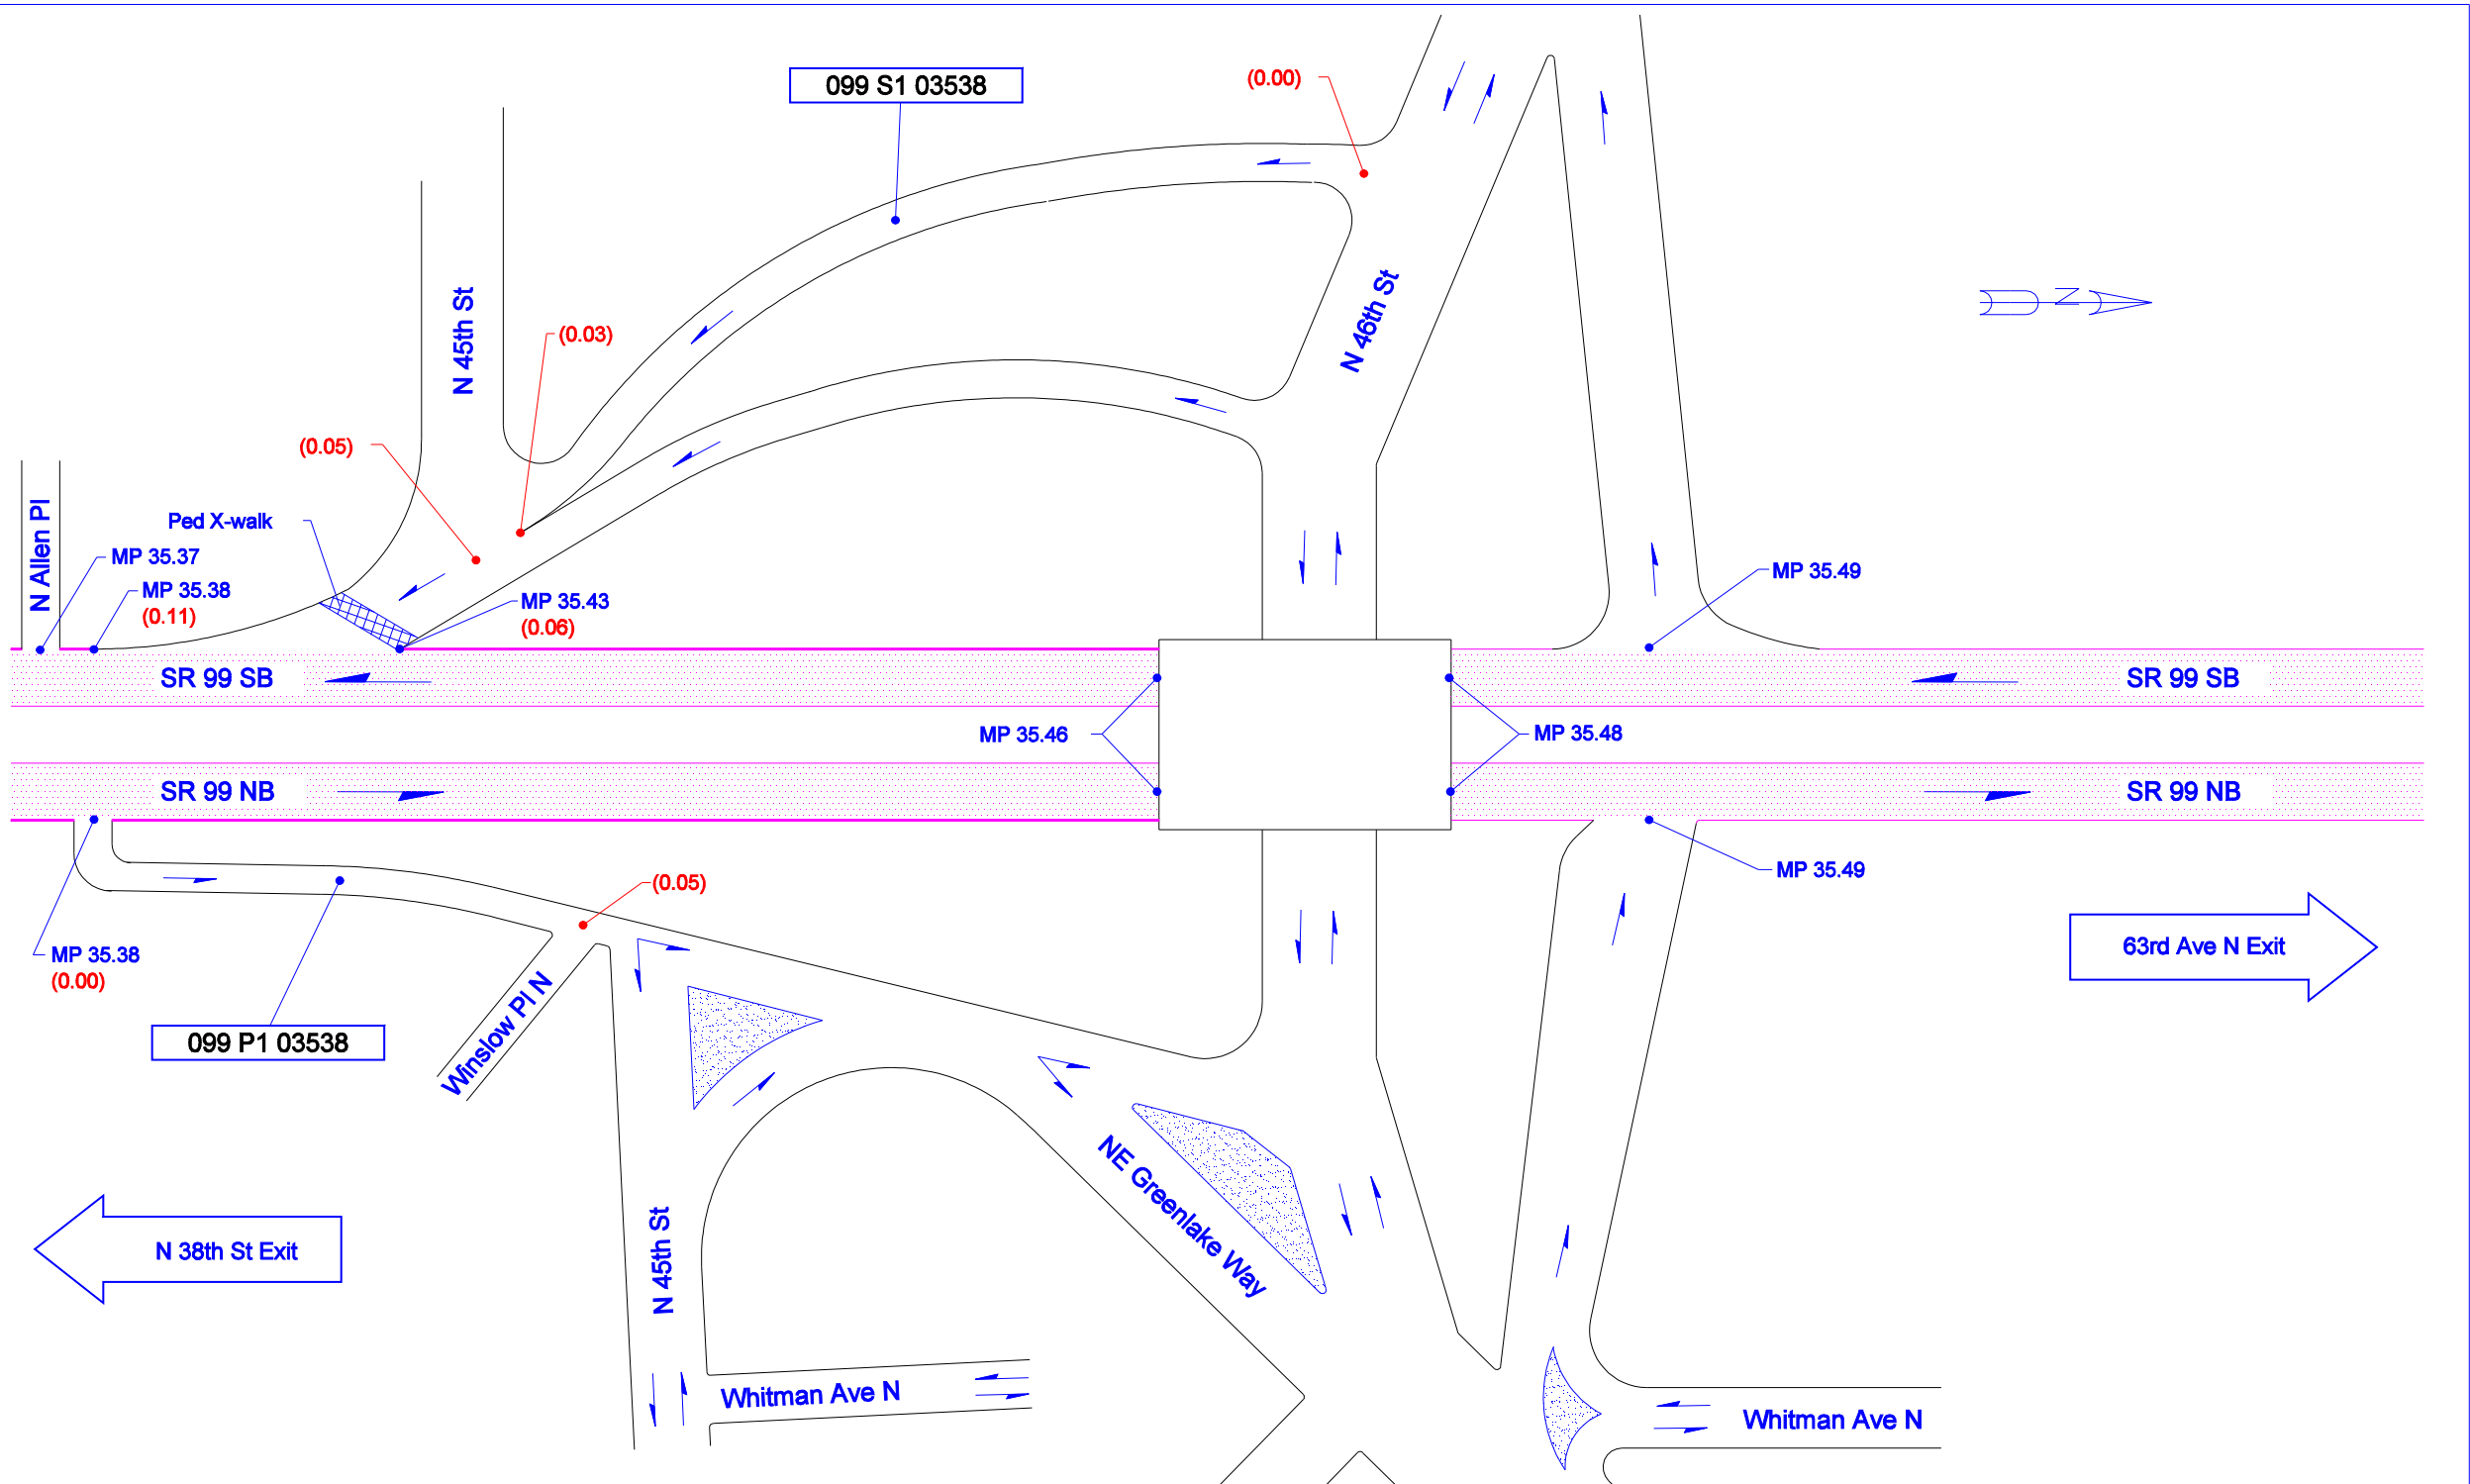 099 S1 03538
(0.00)
N 45th St
(0.03)
N 46th St
N
(0.05)
Ped X-walk
N Allen Pl
MP 35.37
MP 35.38
(0.11)
MP 35.43
(0.06)
MP 35.49
SR 99 SB
SR 99 SB
MP 35.46
MP 35.48
SR 99 NB
SR 99 NB
MP 35.49
(0.05)
MP 35.38
(0.00)
63rd Ave N Exit
099 P1 03538
Winslow Pl N
NE Greenlake Way
N 38th St Exit
N 45th St
Whitman Ave N
Whitman Ave N